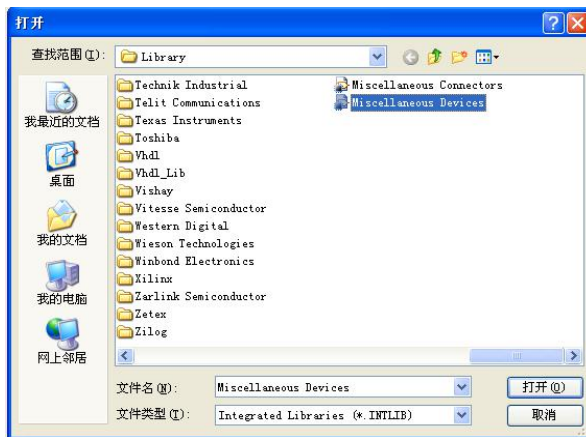 打开
查找范围(I):
Library
我最近的文档
桌面
我的文档
我的电脑
网上邻居
Technik Industrial
Telit Communications
Texas Instruments
Toshiba
Vhdl
Vhdl_Lib
Vishay
Vitesse Semiconductor
Western Digital
Wieson Technologies
Winbond Electronics
Xilinx
Zarlink Semiconductor
Zetex
Zilog
Miscellaneous Connectors
Miscellaneous Devices
文件名(N):
Miscellaneous Devices
打开(O)
文件类型(T):
Integrated Libraries (*.INTLIB)
取消